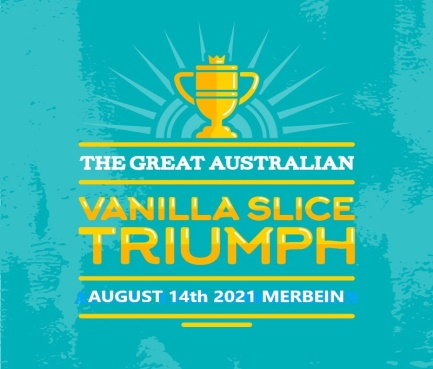 THE GREAT AUSTRALIAN
VANILLA SLICE
TRIUMPH
AUGUST 14th 2021 MERBEIN